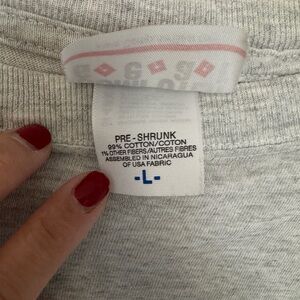 PRE-SHRUNK
99% COTTON/COTON
1% OTHER FIBERS/AUTRES FIBRES
ASSEMBLED IN NICARAGUA
OF USA FABRIC
-L-